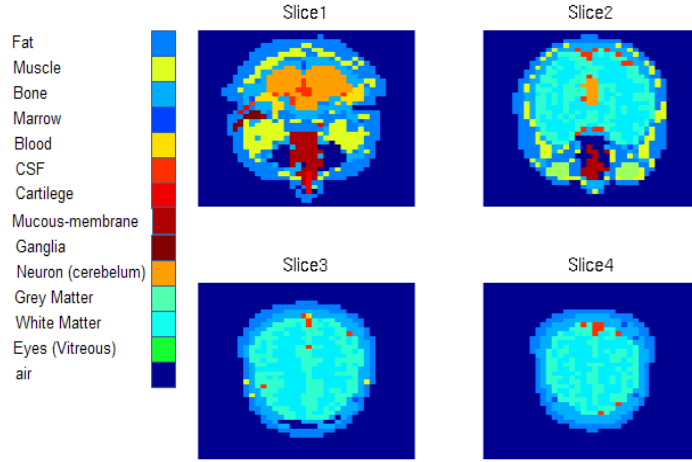 Slice1
Slice2
Fat
Muscle
Bone
Marrow
Blood
CSF
Cartilege
Mucous-membrane
Ganglia
Neuron (cerebelum)
Grey Matter
White Matter
Eyes (Vitreous)
air
Slice3
Slice4